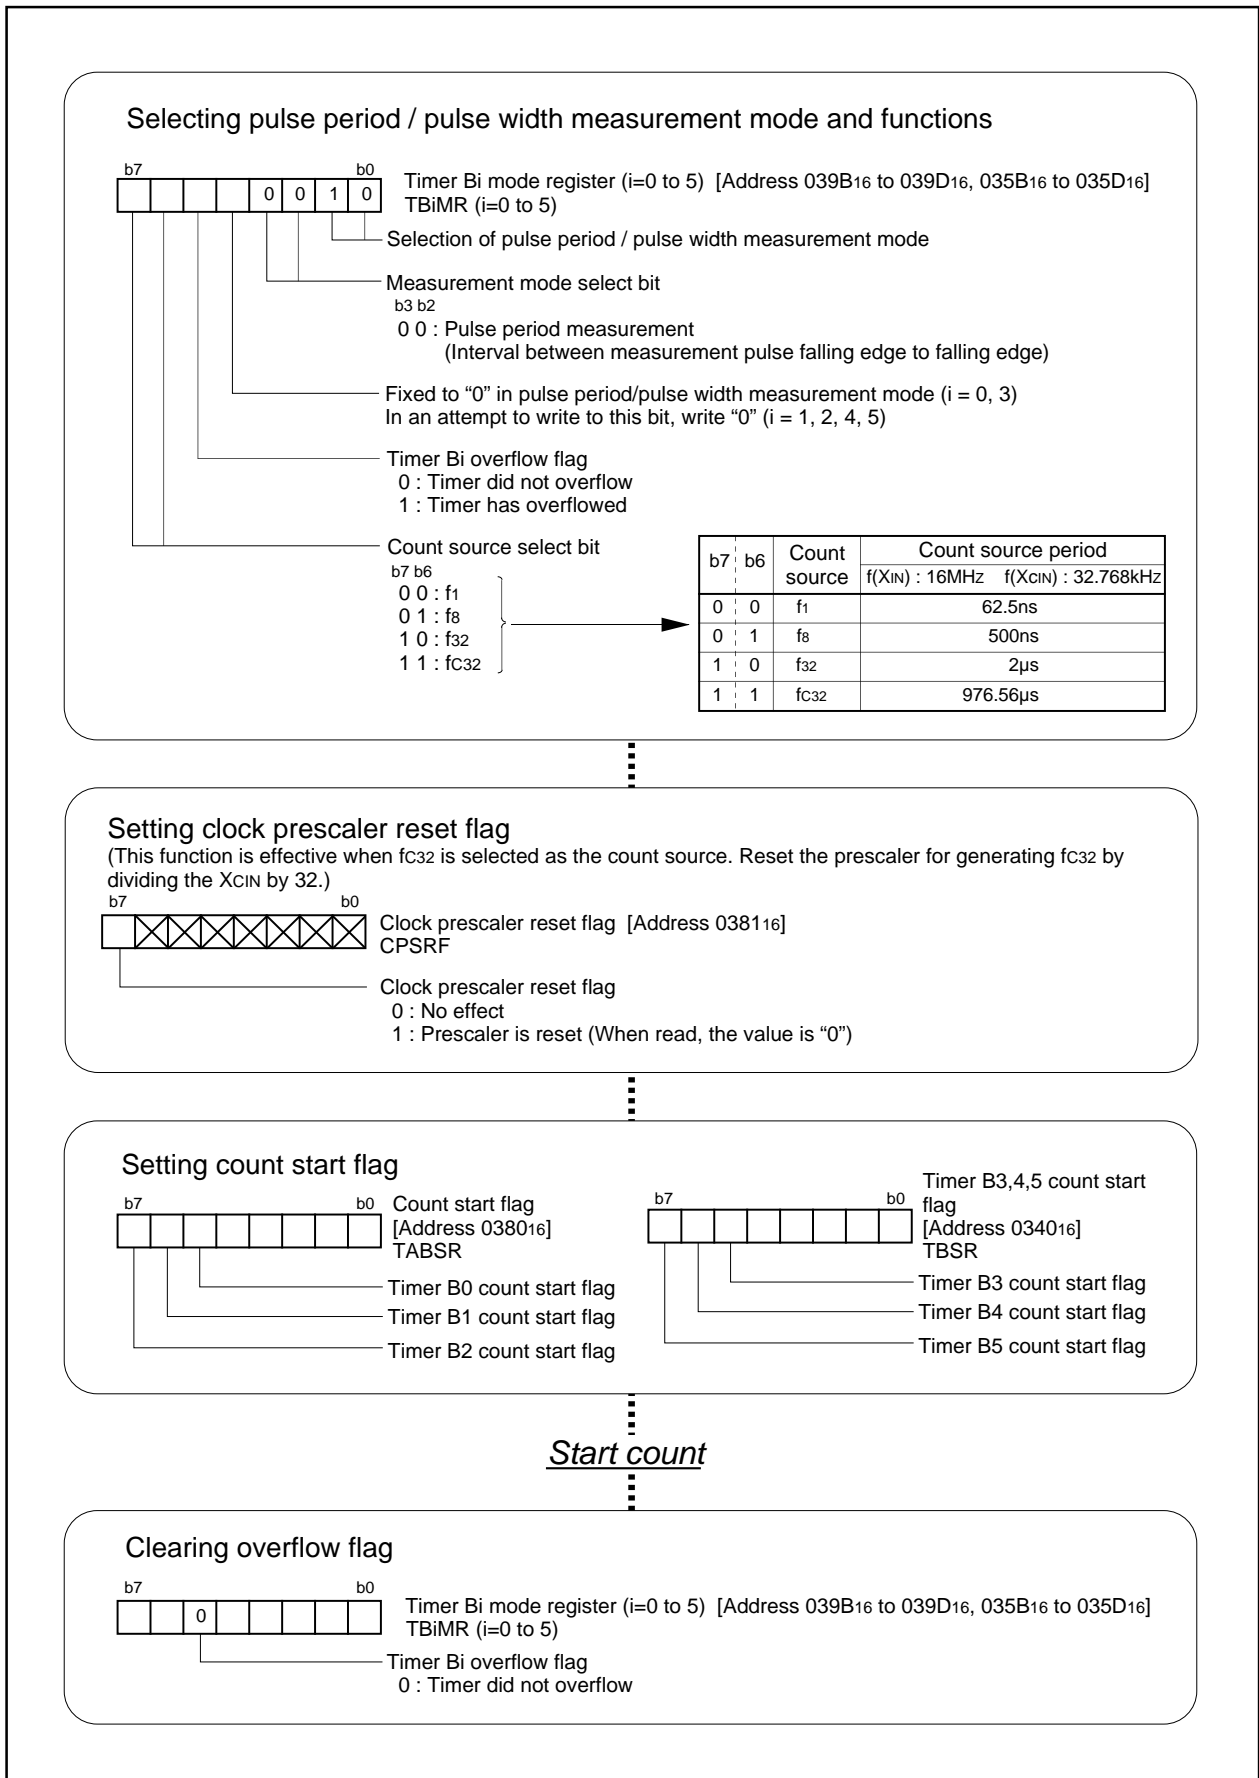 Selecting pulse period / pulse width measurement mode and functions
b7 b0
0 0 1 0
Timer Bi mode register (i=0 to 5) [Address 039B16 to 039D16, 035B16 to 035D16]
TBiMR (i=0 to 5)
Selection of pulse period / pulse width measurement mode
Measurement mode select bit
b3 b2
0 0 : Pulse period measurement
(Interval between measurement pulse falling edge to falling edge)
Fixed to “0” in pulse period/pulse width measurement mode (i = 0, 3)
In an attempt to write to this bit, write “0” (i = 1, 2, 4, 5)
Timer Bi overflow flag
0 : Timer did not overflow
1 : Timer has overflowed
Count source select bit
b7 b6
0 0 : f1
0 1 : f8
1 0 : f32
1 1 : fC32
b7 b6 Count source Count source period
f(XIN) : 16MHz f(XCIN) : 32.768kHz
0 0 f1 62.5ns
0 1 f8 500ns
1 0 f32 2µs
1 1 fC32 976.56µs
Setting clock prescaler reset flag
(This function is effective when fC32 is selected as the count source. Reset the prescaler for generating fC32 by
dividing the XCIN by 32.)
b7 b0
Clock prescaler reset flag [Address 038116]
CPSRF
Clock prescaler reset flag
0 : No effect
1 : Prescaler is reset (When read, the value is “0”)
Setting count start flag
b7 b0
Count start flag
[Address 038016]
TABSR
Timer B0 count start flag
Timer B1 count start flag
Timer B2 count start flag
b7 b0
Timer B3,4,5 count start
flag
[Address 034016]
TBSR
Timer B3 count start flag
Timer B4 count start flag
Timer B5 count start flag
Start count
Clearing overflow flag
b7 b0
0
Timer Bi mode register (i=0 to 5) [Address 039B16 to 039D16, 035B16 to 035D16]
TBiMR (i=0 to 5)
Timer Bi overflow flag
0 : Timer did not overflow